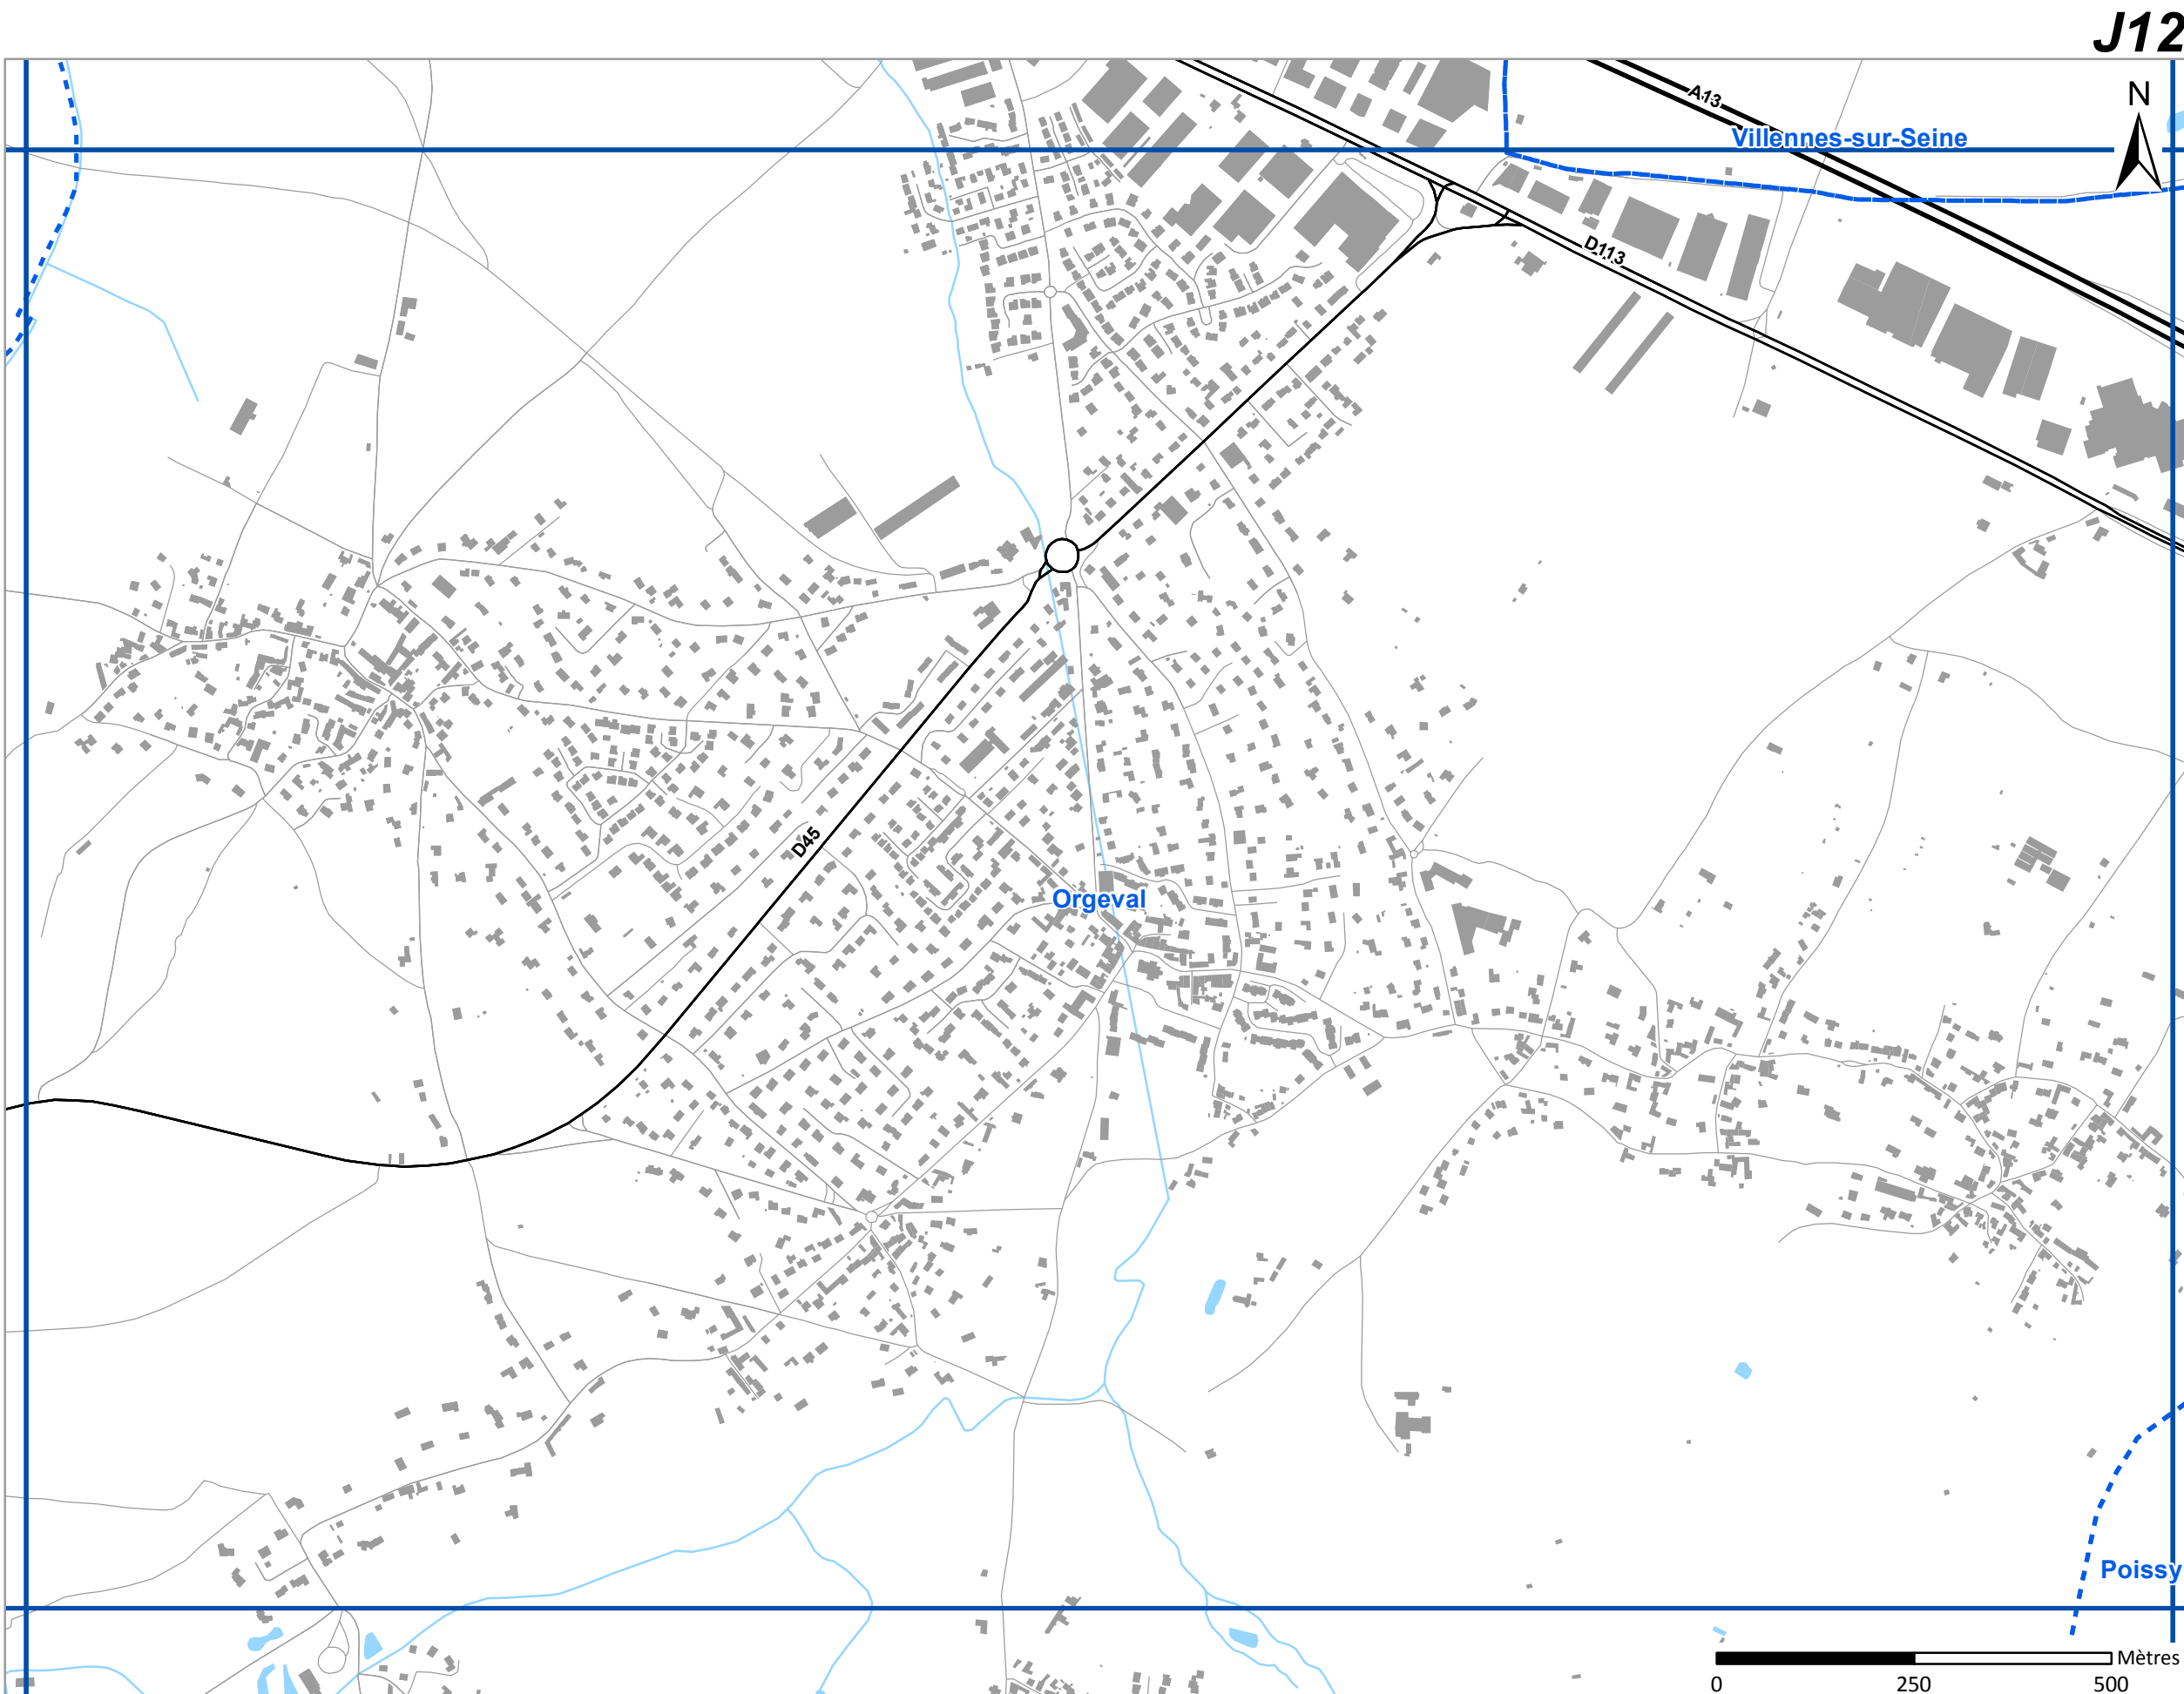 J12
A13
N
Villennes-sur-Seine
D113
D45
Orgeval
Poissy
Mètres
0 250 500